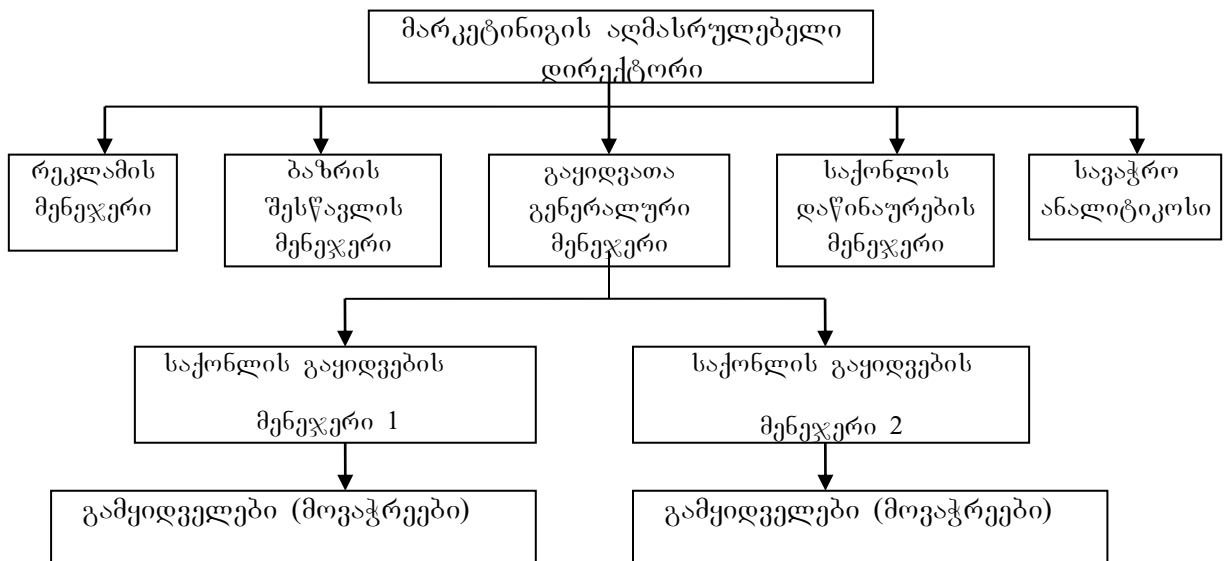 მარკეტინიგის აღმასრულებელი
დირექტორი
რეკლამის
მენეჯერი
ბაზრის
შესწავლის
მენეჯერი
გაყიდვათა
გენერალური
მენეჯერი
საქონლის
დაწინაურების
მენეჯერი
სავაჭრო
ანალიტიკოსი
საქონლის გაყიდვების
მენეჯერი 1
საქონლის გაყიდვების
მენეჯერი 2
გამყიდველები (მოვაჭრეები)
გამყიდველები (მოვაჭრეები)